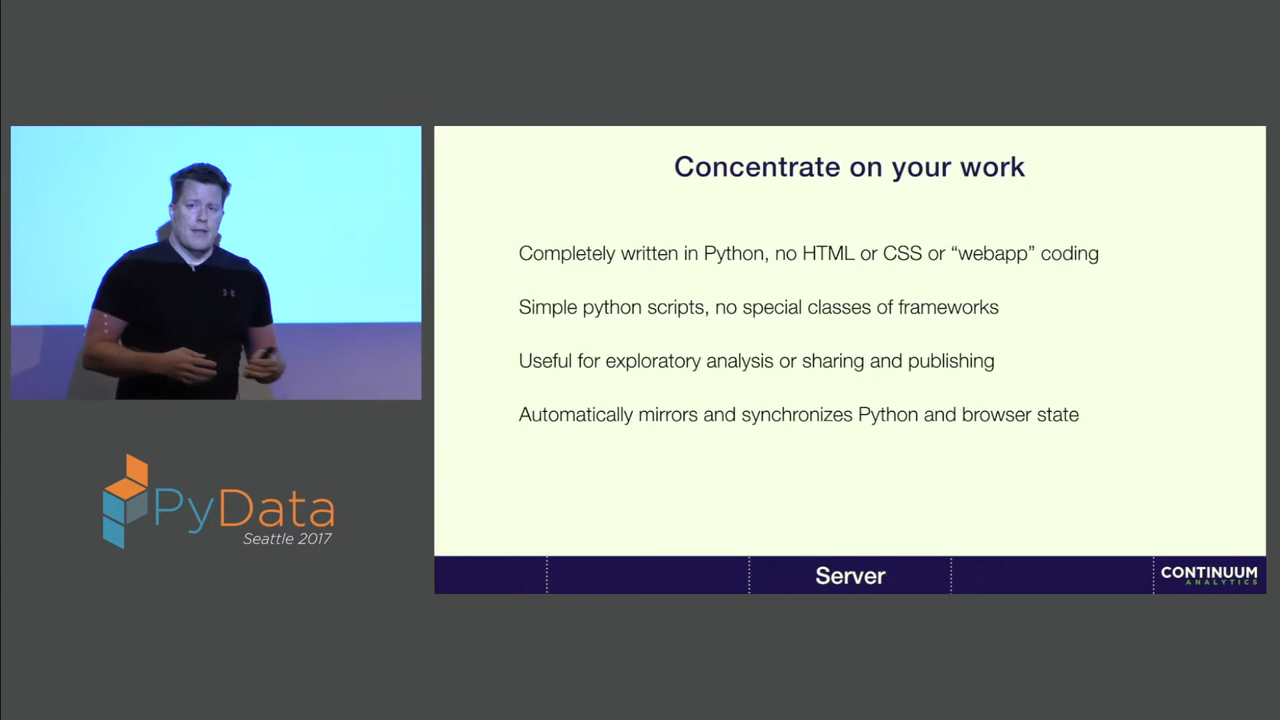 Concentrate on your work
Completely written in Python, no HTML or CSS or “webapp” coding
Simple python scripts, no special classes of frameworks
Useful for exploratory analysis or sharing and publishing
Automatically mirrors and synchronizes Python and browser state
Server
CONTINUUM
ANALYTICS
PyData
Seattle 2017